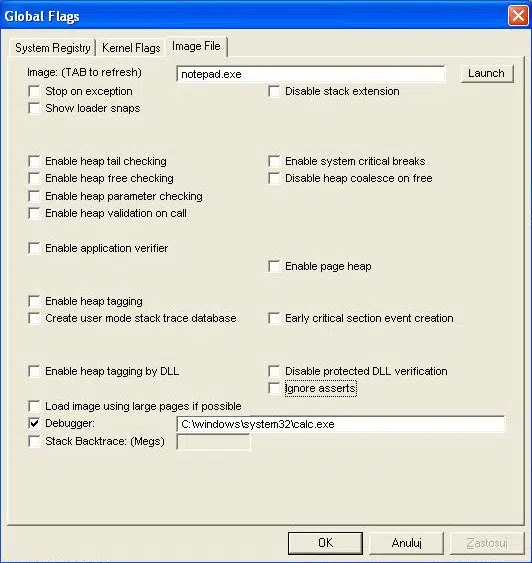 Global Flags
System Registry Kernel Flags Image File
Image: (TAB to refresh) notepad.exe Launch
Stop on exception Disable stack extension
Show loader snaps
Enable heap tail checking Enable system critical breaks
Enable heap free checking Disable heap coalesce on free
Enable heap parameter checking
Enable heap validation on call
Enable application verifier
Enable page heap
Enable heap tagging
Create user mode stack trace database Early critical section event creation
Enable heap tagging by DLL Disable protected DLL verification
Ignore asserts
Load image using large pages if possible
Debugger: C:\windows\system32\calc.exe
Stack Backtrace: (Megs)
OK Anuluj Zastosuj